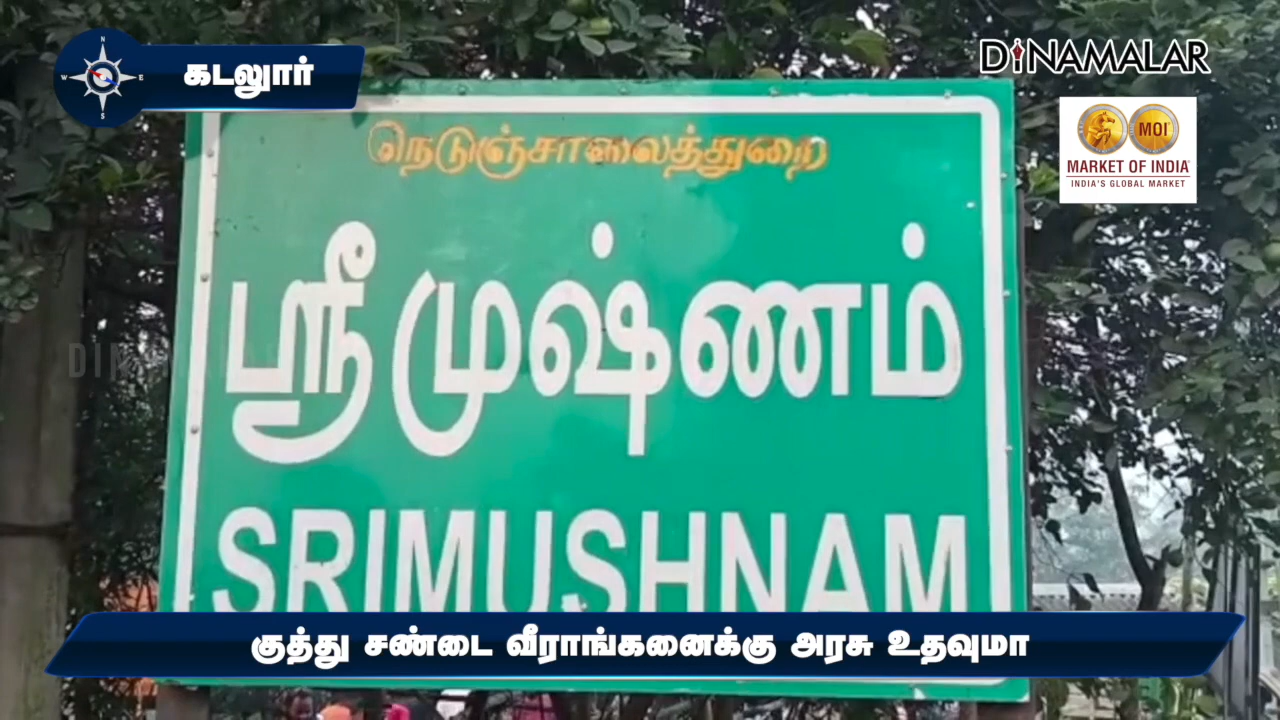 கடலூர்
DINAMALAR
MOI
MARKET OF INDIA
INDIA'S GLOBAL MARKET
நெடுஞ்சாலைத்துறை
ஸ்ரீமுஷ்ணம்
SRIMUSHNAM
குத்து சண்டை வீராங்கனைக்கு அரசு உதவுமா